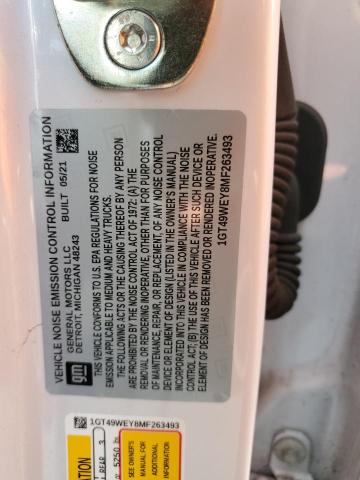 VEHICLE NOISE EMISSION CONTROL INFORMATION
GENERAL MOTORS LLC BUILT 05/21
DETROIT, MICHIGAN 48243
gm
THIS VEHICLE CONFORMS TO U.S. EPA REGULATIONS FOR NOISE
EMISSION APPLICABLE TO MEDIUM AND HEAVY TRUCKS.
THE FOLLOWING ACTS OR THE CAUSING THEREOF BY ANY PERSON
ARE PROHIBITED BY THE NOISE CONTROL ACT OF 1972: (A) THE
REMOVAL OR RENDERING INOPERATIVE, OTHER THAN FOR PURPOSES
OF MAINTENANCE, REPAIR, OR REPLACEMENT, OF ANY NOISE CONTROL
DEVICE OR ELEMENT OF DESIGN (LISTED IN THE OWNER'S MANUAL)
INCORPORATED INTO THIS VEHICLE IN COMPLIANCE WITH THE NOISE
CONTROL ACT; (B) THE USE OF THIS VEHICLE AFTER SUCH DEVICE OR
ELEMENT OF DESIGN HAS BEEN REMOVED OR RENDERED INOPERATIVE.
1GT49WEY8MF263493
1GT49WEY8MF263493
REAR 3
5250
SEE OWNER'S
MANUAL FOR
ADDITIONAL
INFORMATION